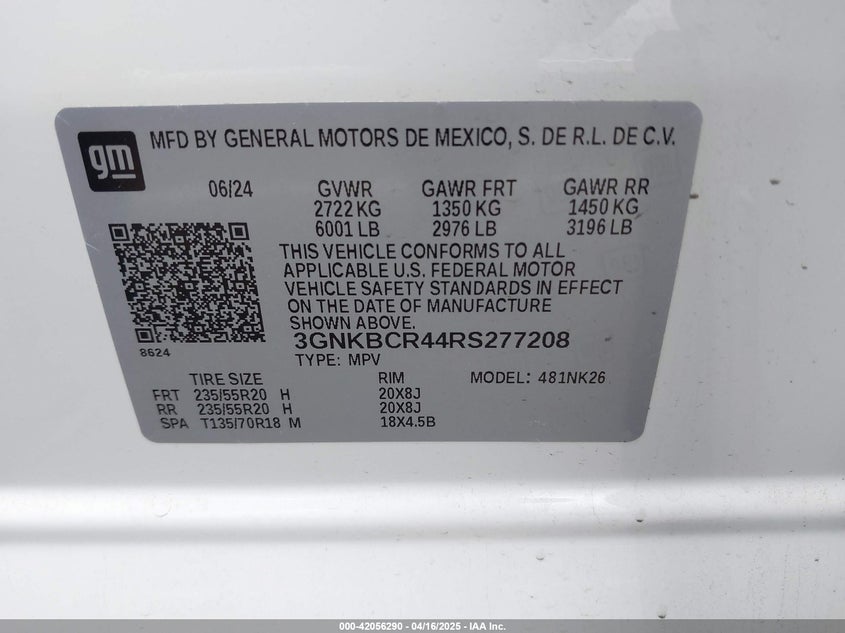 gm MFD BY GENERAL MOTORS DE MEXICO, S. DE R.L. DE C.V.
06/24 GVWR GAWR FRT GAWR RR
2722 KG 1350 KG 1450 KG
6001 LB 2976 LB 3196 LB
THIS VEHICLE CONFORMS TO ALL
APPLICABLE U.S. FEDERAL MOTOR
VEHICLE SAFETY STANDARDS IN EFFECT
ON THE DATE OF MANUFACTURE
SHOWN ABOVE.
3GNKBCR44RS277208
8624
TYPE: MPV
TIRE SIZE RIM MODEL: 481NK26
FRT 235/55R20 H 20X8J
RR 235/55R20 H 20X8J
SPA T135/70R18 M 18X4.5B
000-42056290 - 04/16/2025 - IAA Inc.